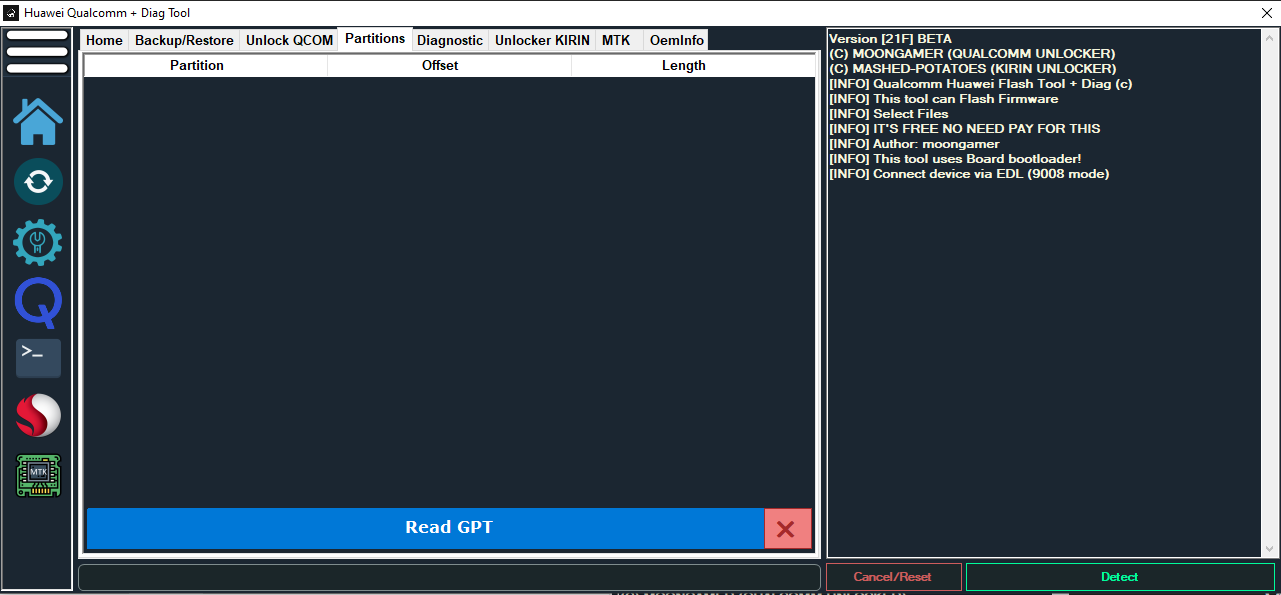 Huawei Qualcomm + Diag Tool
Home Backup/Restore Unlock QCOM Partitions Diagnostic Unlocker KIRIN MTK OemInfo
Partition Offset Length
>_
MTK
Read GPT
Version [21F] BETA
(C) MOONGAMER (QUALCOMM UNLOCKER)
(C) MASHED-POTATOES (KIRIN UNLOCKER)
[INFO] Qualcomm Huawei Flash Tool + Diag (c)
[INFO] This tool can Flash Firmware
[INFO] Select Files
[INFO] IT'S FREE NO NEED PAY FOR THIS
[INFO] Author: moongamer
[INFO] This tool uses Board bootloader!
[INFO] Connect device via EDL (9008 mode)
Cancel/Reset Detect